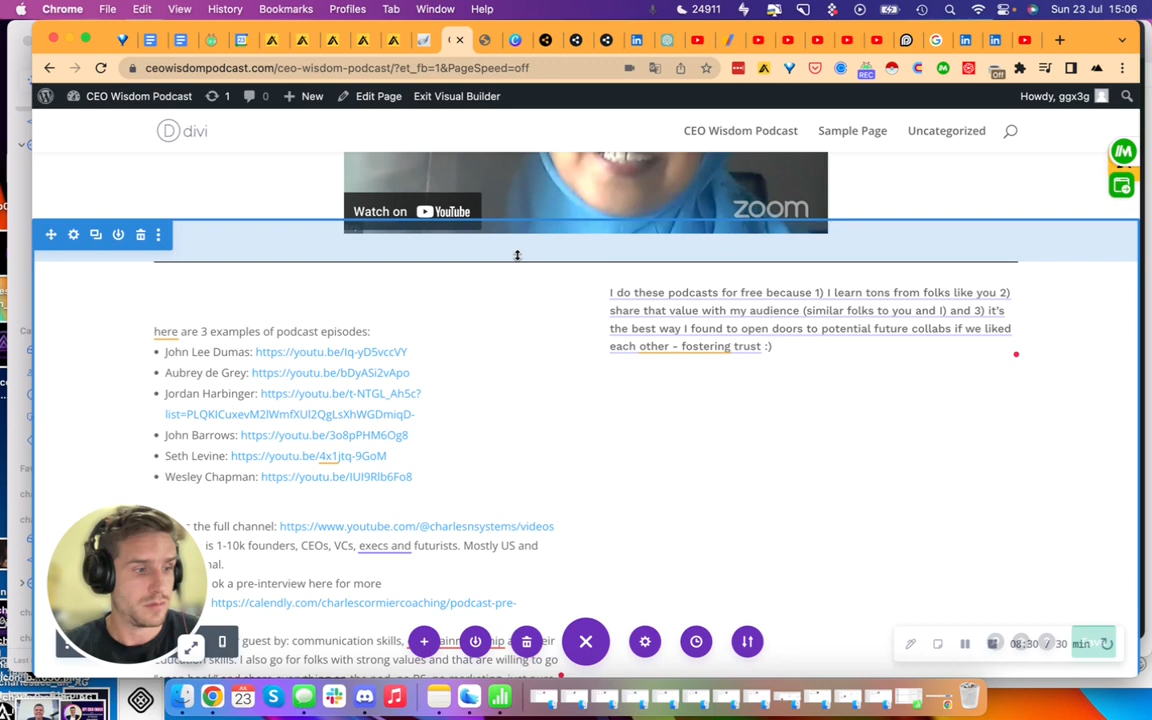 Chrome File Edit View History Bookmarks Profiles Tab Window Help 24911 Sun 23 Jul 15:06
ceowisdompodcast.com/ceo-wisdom-podcast/?et_fb=1&PageSpeed=off
CEO Wisdom Podcast 1 0 New Edit Page Exit Visual Builder Howdy, ggx3g
divi CEO Wisdom Podcast Sample Page Uncategorized
Watch on YouTube zoom
I do these podcasts for free because 1) I learn tons from folks like you 2)
share that value with my audience (similar folks to you and I) and 3) it's
the best way I found to open doors to potential future collabs if we liked
each other - fostering trust :)
here are 3 examples of podcast episodes:
John Lee Dumas: https://youtu.be/Iq-yD5vccVY
Aubrey de Grey: https://youtu.be/bDyASi2vApo
Jordan Harbinger: https://youtu.be/t-NTGL_Ah5c?
list=PLQKICuxevM2IWmfXUI2QgLsXhWGDmiqD-
John Barrows: https://youtu.be/3o8pPHM6Og8
Seth Levine: https://youtu.be/4x1jtq-9GoM
Wesley Chapman: https://youtu.be/IUI9Rlb6Fo8
the full channel: https://www.youtube.com/@charlesnsystems/videos
is 1-10k founders, CEOs, VCs, execs and futurists. Mostly US and
nal.
ok a pre-interview here for more
https://calendly.com/charlescormiercoaching/podcast-pre-
guest by: communication skills,
education skills. I also go for folks with strong values and that are willing to go
08:30 / 30 min